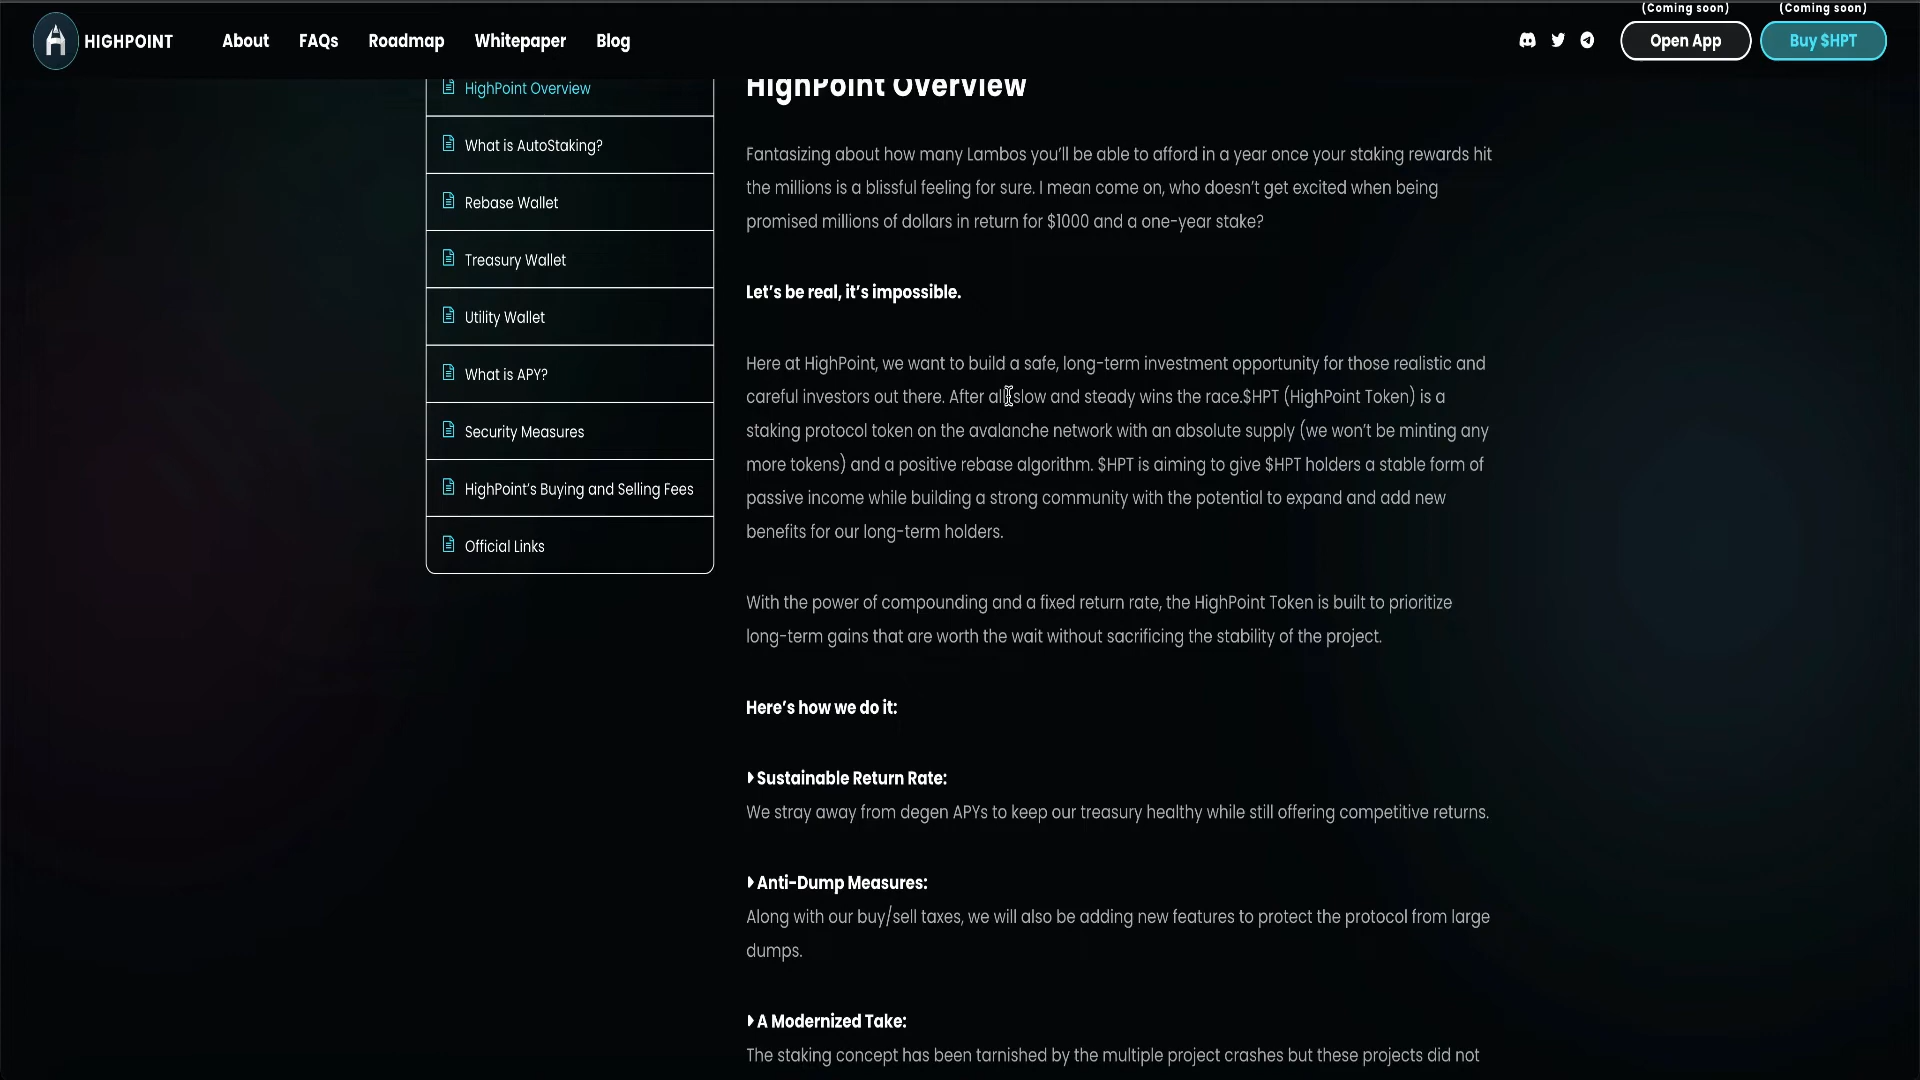 (Coming soon) (Coming soon)
HIGHPOINT About FAQs Roadmap Whitepaper Blog Open App Buy $HPT
HighPoint Overview
What is AutoStaking?
Rebase Wallet
Treasury Wallet
Utility Wallet
What is APY?
Security Measures
HighPoint's Buying and Selling Fees
Official Links
HighPoint Overview
Fantasizing about how many Lambos you'll be able to afford in a year once your staking rewards hit
the millions is a blissful feeling for sure. I mean come on, who doesn't get excited when being
promised millions of dollars in return for $1000 and a one-year stake?
Let's be real, it's impossible.
Here at HighPoint, we want to build a safe, long-term investment opportunity for those realistic and
careful investors out there. After all, slow and steady wins the race.$HPT (HighPoint Token) is a
staking protocol token on the avalanche network with an absolute supply (we won't be minting any
more tokens) and a positive rebase algorithm. $HPT is aiming to give $HPT holders a stable form of
passive income while building a strong community with the potential to expand and add new
benefits for our long-term holders.
With the power of compounding and a fixed return rate, the HighPoint Token is built to prioritize
long-term gains that are worth the wait without sacrificing the stability of the project.
Here's how we do it:
Sustainable Return Rate:
We stray away from degen APYs to keep our treasury healthy while still offering competitive returns.
Anti-Dump Measures:
Along with our buy/sell taxes, we will also be adding new features to protect the protocol from large
dumps.
A Modernized Take:
The staking concept has been tarnished by the multiple project crashes but these projects did not